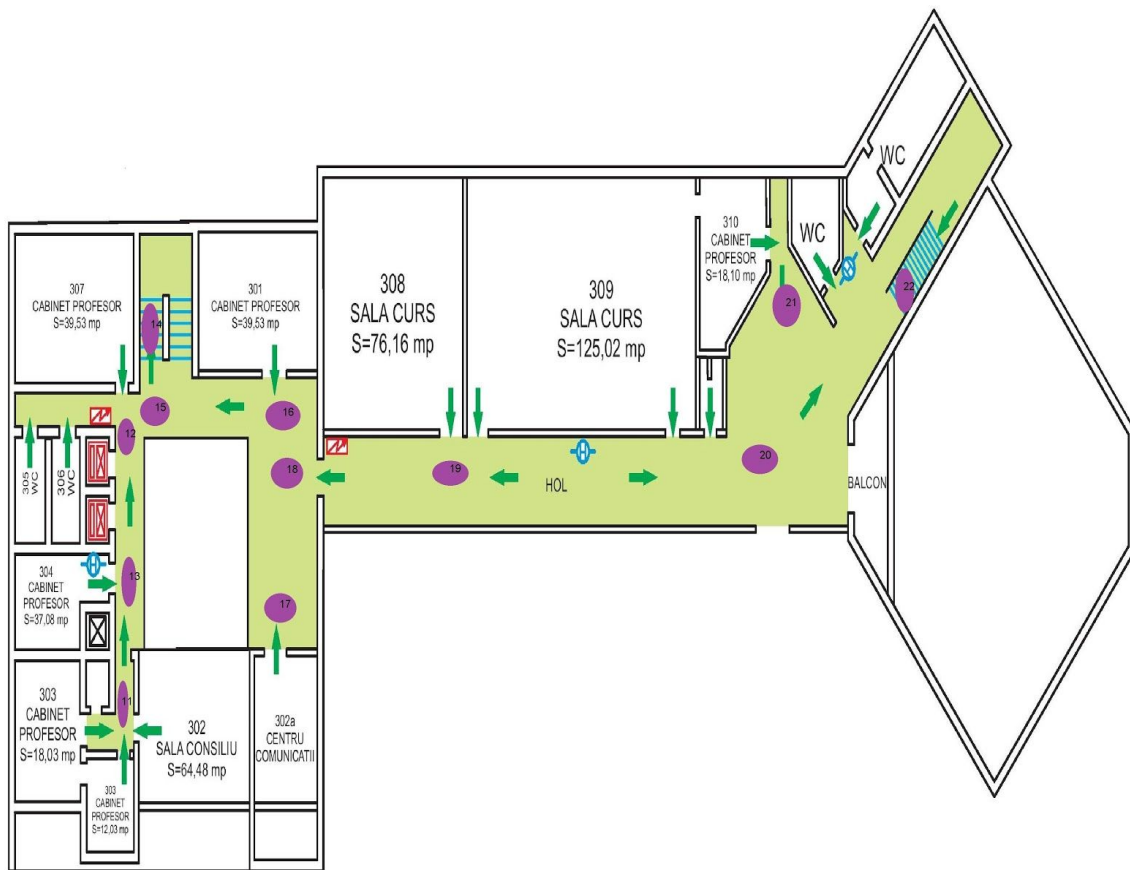 307
CABINET PROFESOR
S=39,53 mp
14
301
CABINET PROFESOR
S=39,53 mp
308
SALA CURS
S=76,16 mp
309
SALA CURS
S=125,02 mp
310
CABINET
PROFESOR
S=18,10 mp
WC
WC
21
22
15
16
12
18
19
20
HOL
BALCON
305
WC
306
WC
H
H
H
304
CABINET
PROFESOR
S=37,08 mp
13
17
11
303
CABINET
PROFESOR
S=18,03 mp
302
SALA CONSILIU
S=64,48 mp
302a
CENTRU
COMUNICATII
303
CABINET
PROFESOR
S=12,03 mp